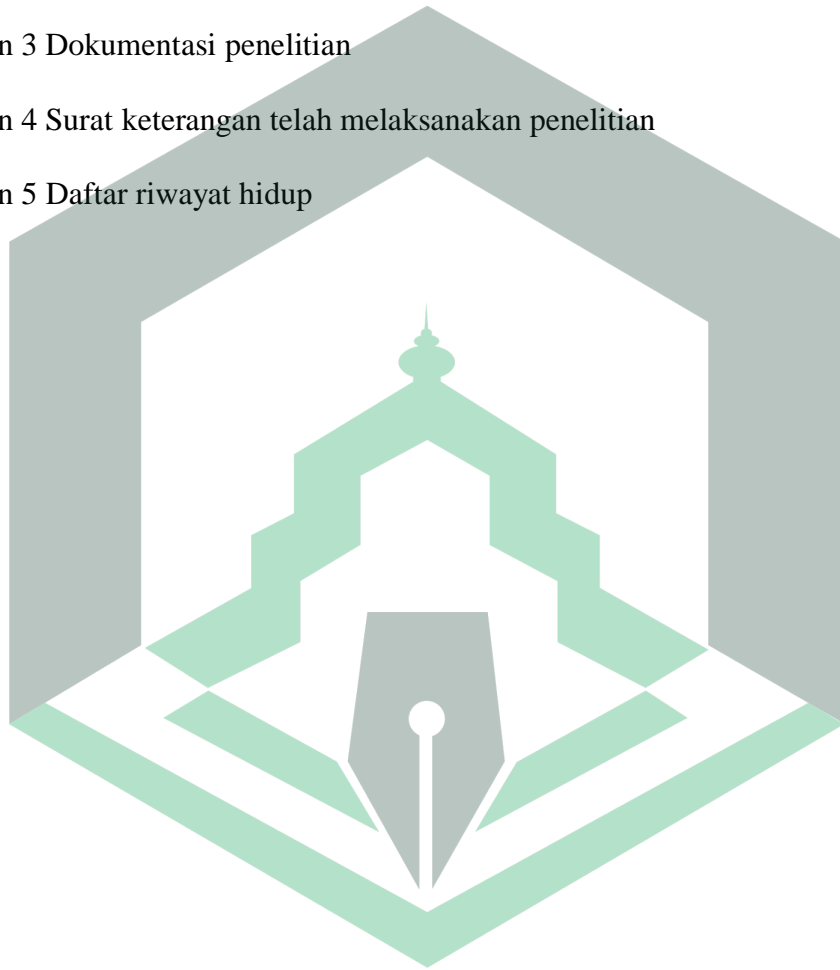 n 3 Dokumentasi penelitian
n 4 Surat keterangan telah melaksanakan penelitian
n 5 Daftar riwayat hidup